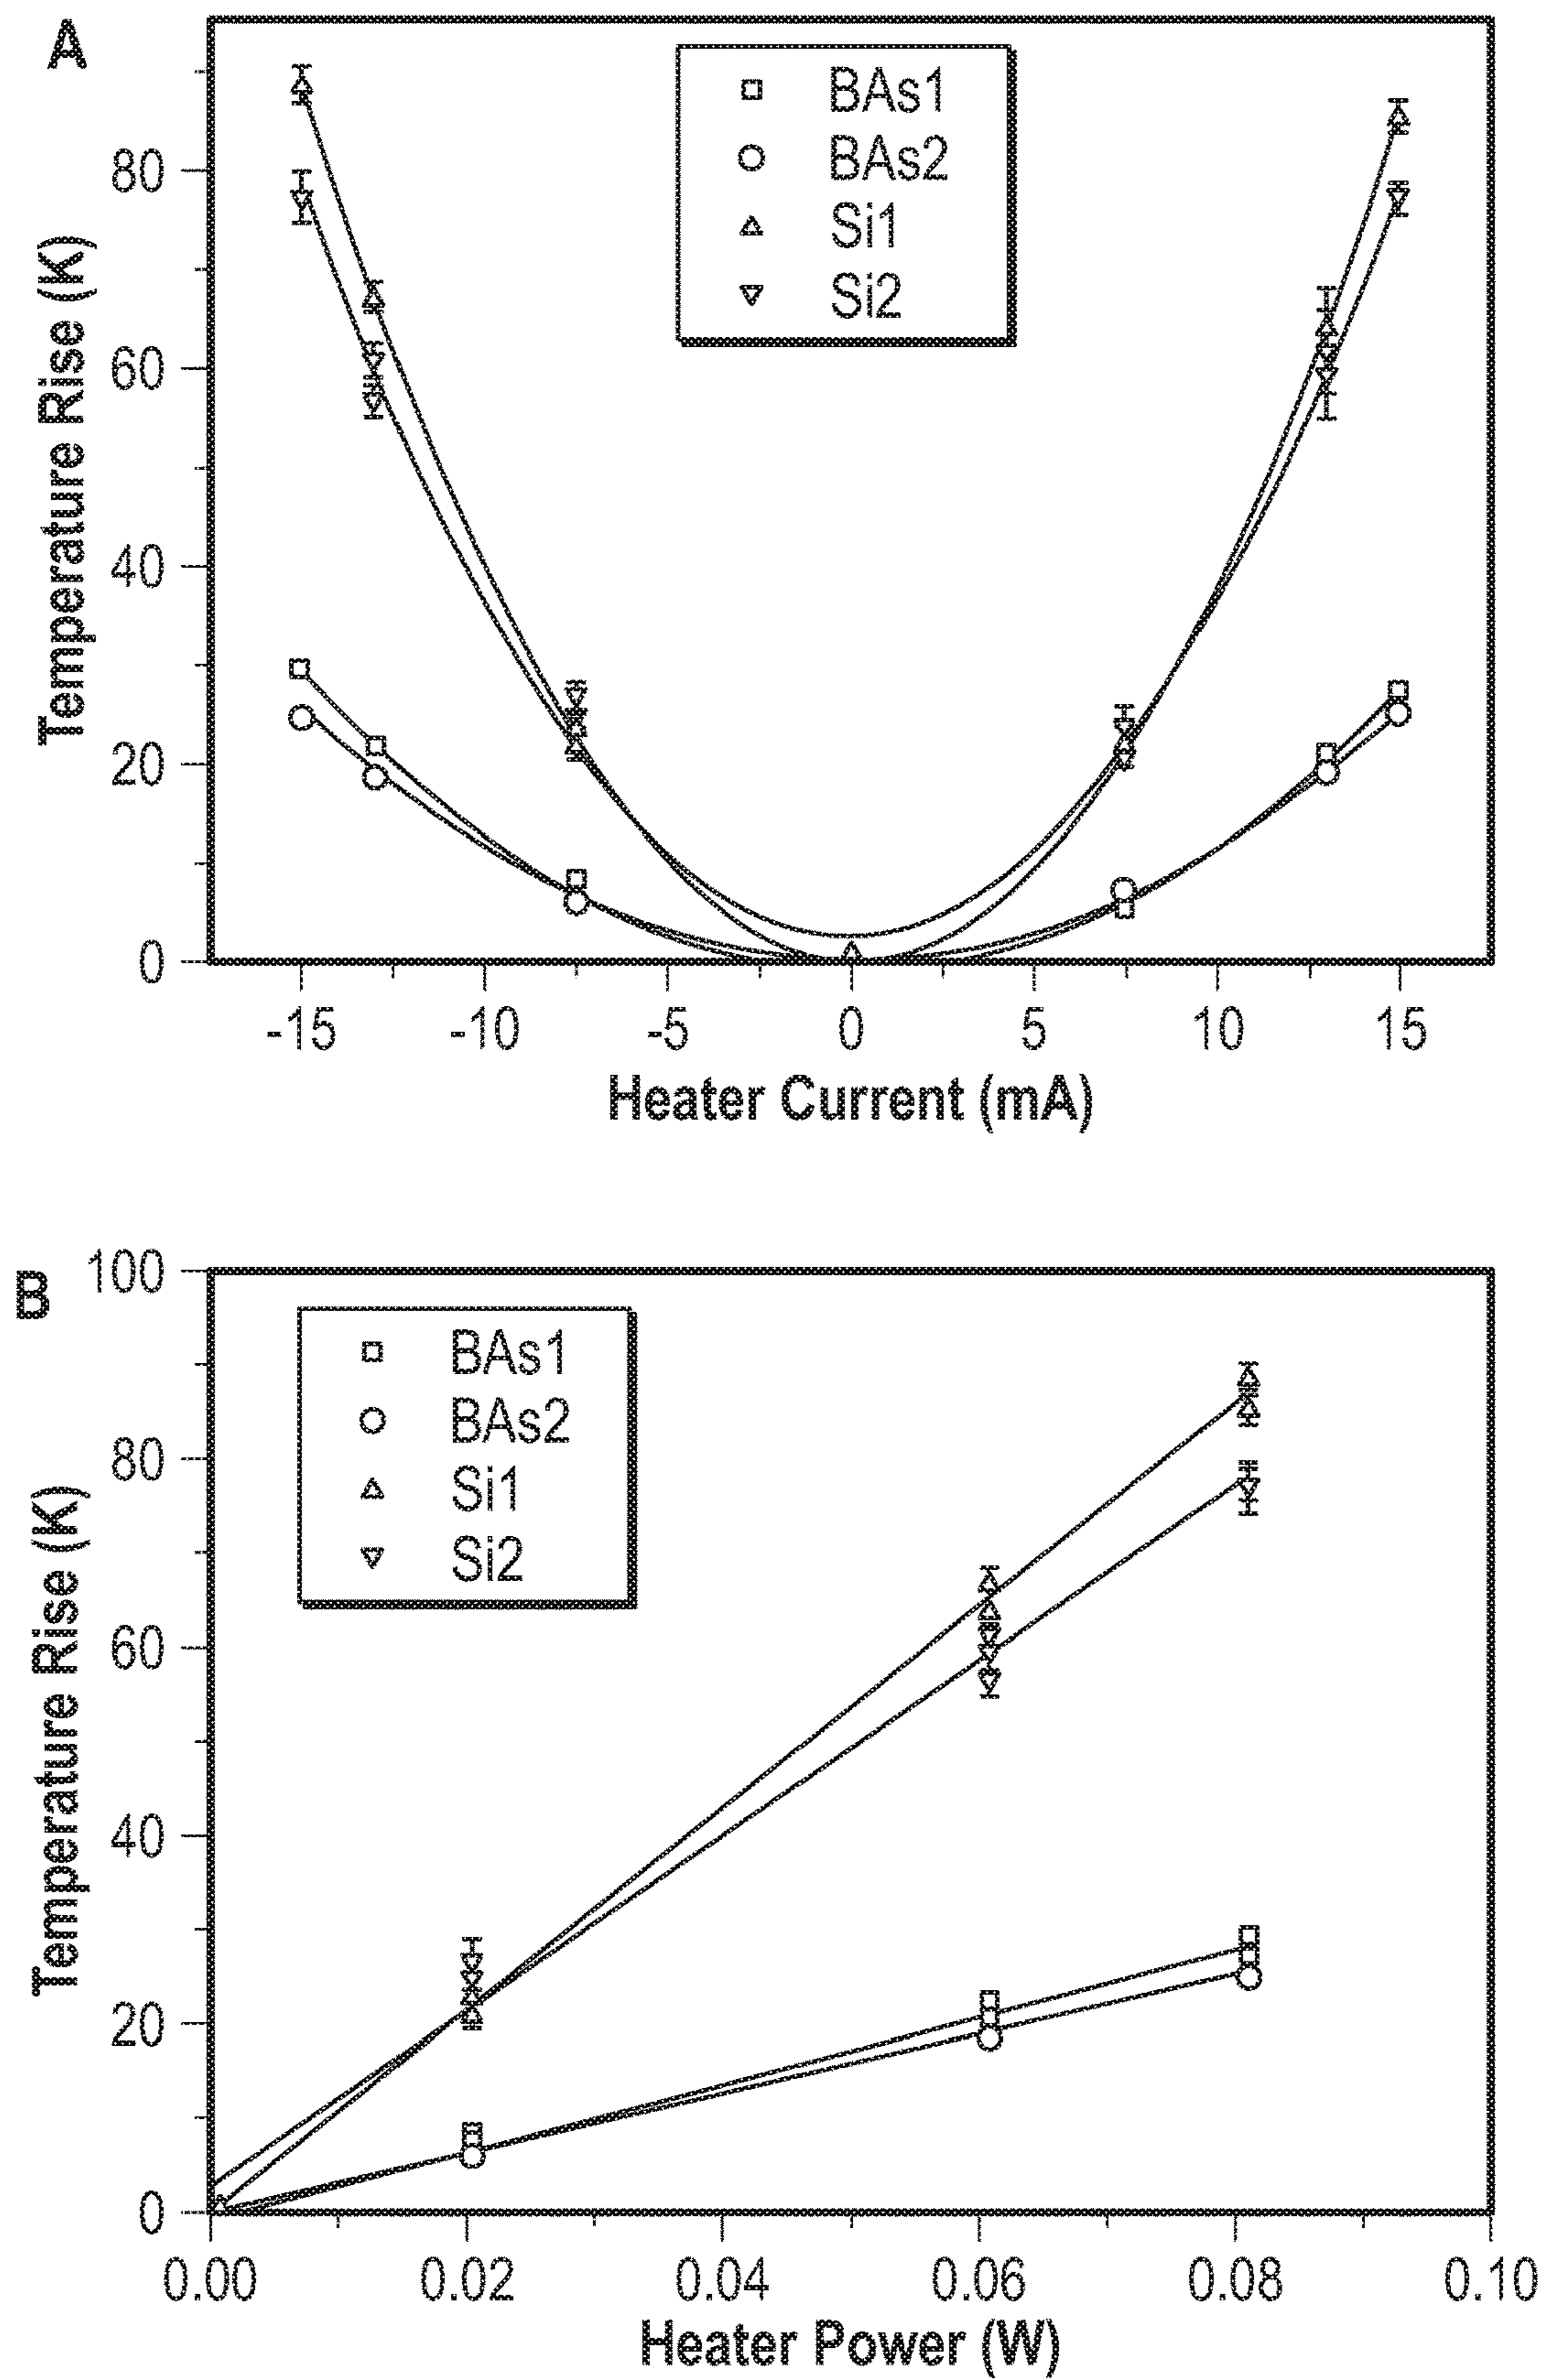 A
BAs1
BAs2
Si1
Si2
80
60
40
20
0
Temperature Rise (K)
-15 -10 -5 0 5 10 15
Heater Current (mA)
B
100
BAs1
BAs2
Si1
Si2
80
60
40
20
0
Temperature Rise (K)
0.00 0.02 0.04 0.06 0.08 0.10
Heater Power (W)